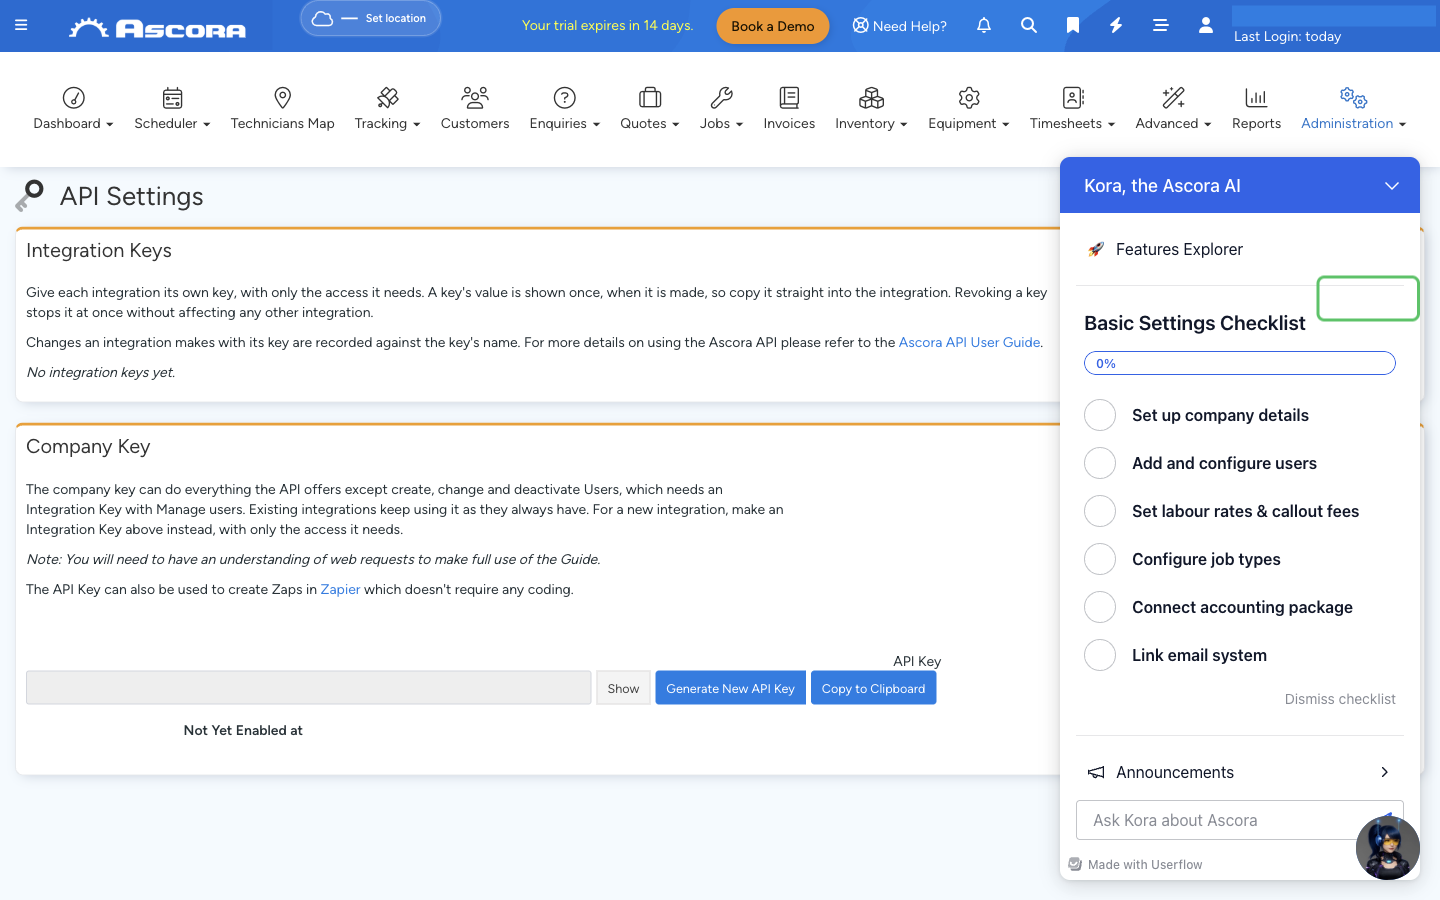 ASCORA
Set location
Your trial expires in 14 days.
Book a Demo
Need Help?
Last Login: today
Dashboard
Scheduler
Technicians Map
Tracking
Customers
Enquiries
Quotes
Jobs
Invoices
Inventory
Equipment
Timesheets
Advanced
Reports
Administration
API Settings
Integration Keys
Give each integration its own key, with only the access it needs. A key's value is shown once, when it is made, so copy it straight into the integration. Revoking a key
stops it at once without affecting any other integration.
Changes an integration makes with its key are recorded against the key's name. For more details on using the Ascora API please refer to the Ascora API User Guide.
No integration keys yet.
Company Key
The company key can do everything the API offers except create, change and deactivate Users, which needs an
Integration Key with Manage users. Existing integrations keep using it as they always have. For a new integration, make an
Integration Key above instead, with only the access it needs.
Note: You will need to have an understanding of web requests to make full use of the Guide.
The API Key can also be used to create Zaps in Zapier which doesn't require any coding.
API Key
Show
Generate New API Key
Copy to Clipboard
Not Yet Enabled at
Kora, the Ascora AI
Features Explorer
Basic Settings Checklist
0%
Set up company details
Add and configure users
Set labour rates & callout fees
Configure job types
Connect accounting package
Link email system
Dismiss checklist
Announcements
Ask Kora about Ascora
Made with Userflow